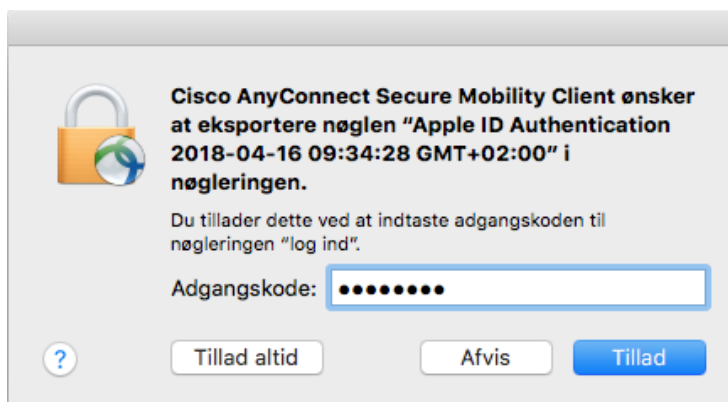 Cisco AnyConnect Secure Mobility Client ønsker
at eksportere nøglen “Apple ID Authentication
2018-04-16 09:34:28 GMT+02:00” i
nøgleringen.
Du tillader dette ved at indtaste adgangskoden til
nøgleringen “log ind”.
Adgangskode: ••••••••
? Tillad altid Afvis Tillad